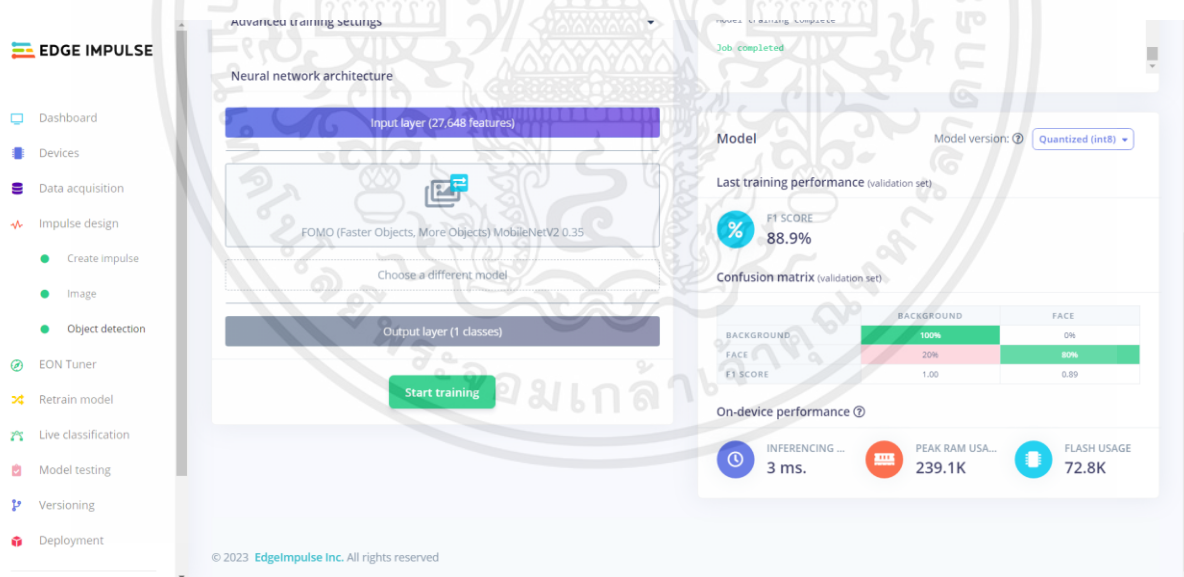 EDGE IMPULSE
Dashboard
Devices
Data acquisition
Impulse design
Create impulse
Image
Object detection
EON Tuner
Retrain model
Live classification
Model testing
Versioning
Deployment
Advanced training settings
Neural network architecture
Input layer (27,648 features)
FOMO (Faster Objects, More Objects) MobileNetV2 0.35
Choose a different model
Output layer (1 classes)
Start training
Model training complete
Job completed
Model
Model version: Quantized (int8)
Last training performance (validation set)
%
F1 SCORE
88.9%
Confusion matrix (validation set)
BACKGROUND FACE
BACKGROUND 100% 0%
FACE 20% 80%
F1 SCORE 1.00 0.89
On-device performance
INFERENCING ...
3 ms.
PEAK RAM USA...
239.1K
FLASH USAGE
72.8K
© 2023 EdgeImpulse Inc. All rights reserved